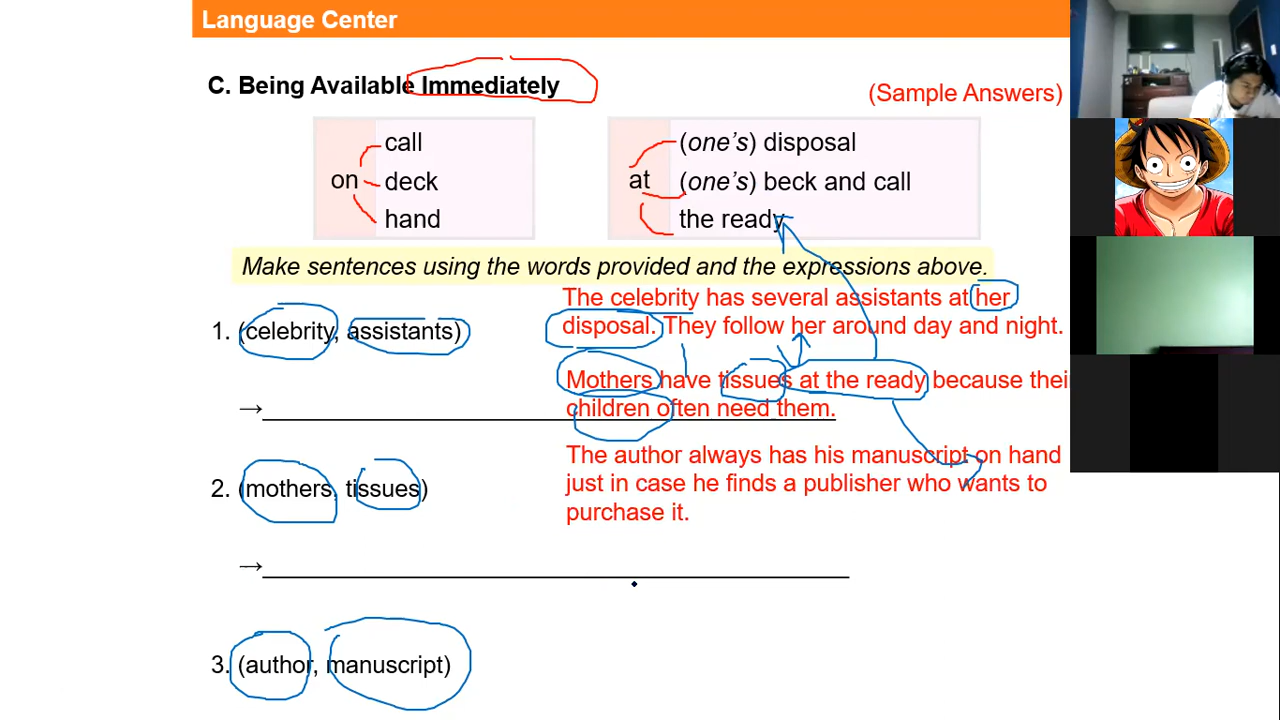 Language Center
C. Being Available Immediately
(Sample Answers)
on
call
deck
hand
at
(one's) disposal
(one's) beck and call
the ready
Make sentences using the words provided and the expressions above.
1. (celebrity, assistants)
The celebrity has several assistants at her
disposal. They follow her around day and night.
Mothers have tissues at the ready because thei
→ children often need them.
2. (mothers, tissues)
The author always has his manuscript on hand
just in case he finds a publisher who wants to
purchase it.
→
3. (author, manuscript)